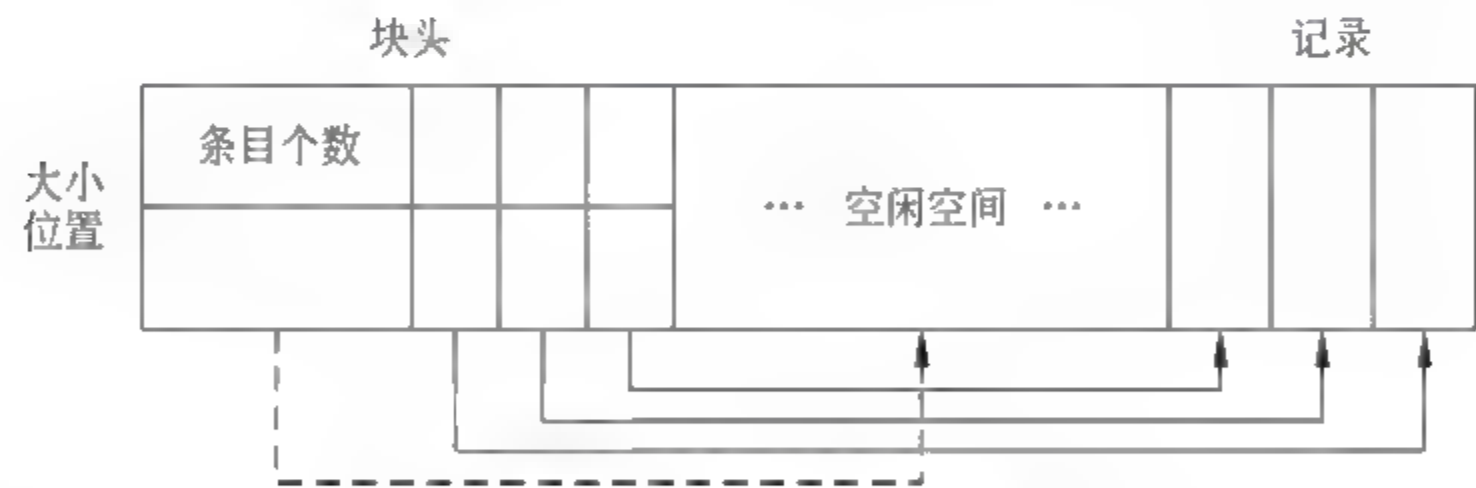 块头
记录
条目个数
大小
位置
… 空闲空间 …